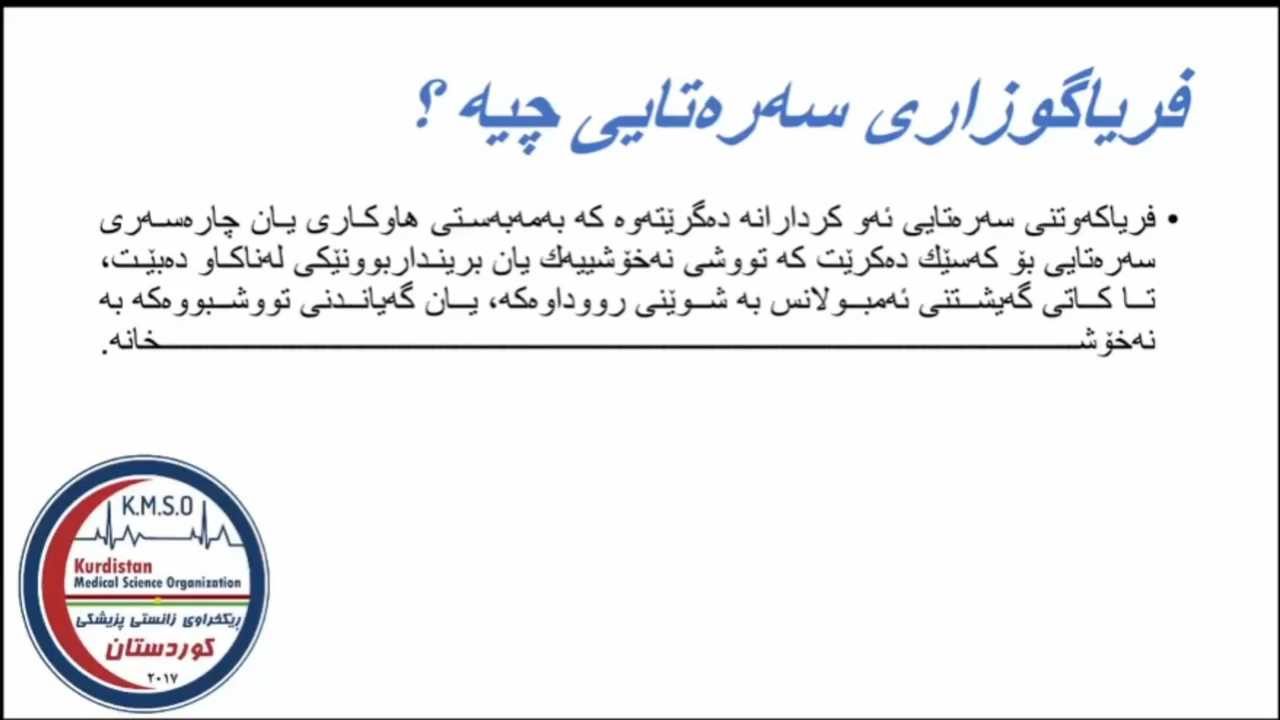 فریاگوزاری سەرەتایی چیە ؟
• فریاکەوتنی سەرەتایی ئەو کردارانە دەگرێتەوە کە بەمەبەستی هاوکاری یان چارەسەری
سەرەتایی بۆ کەسێك دەکرێت کە تووشی نەخۆشییەك یان برینداربوونێکی لەناکاو دەبێت،
تا کاتی گەیشتنی ئەمبولانس بە شوێنی رووداوەکە، یان گەیاندنی تووشبووەکە بە
نەخۆشخانە.
K.M.S.O
Kurdistan
Medical Science Organization
ڕێکخراوی زانستی پزیشکی
کوردستان
٢٠١٧